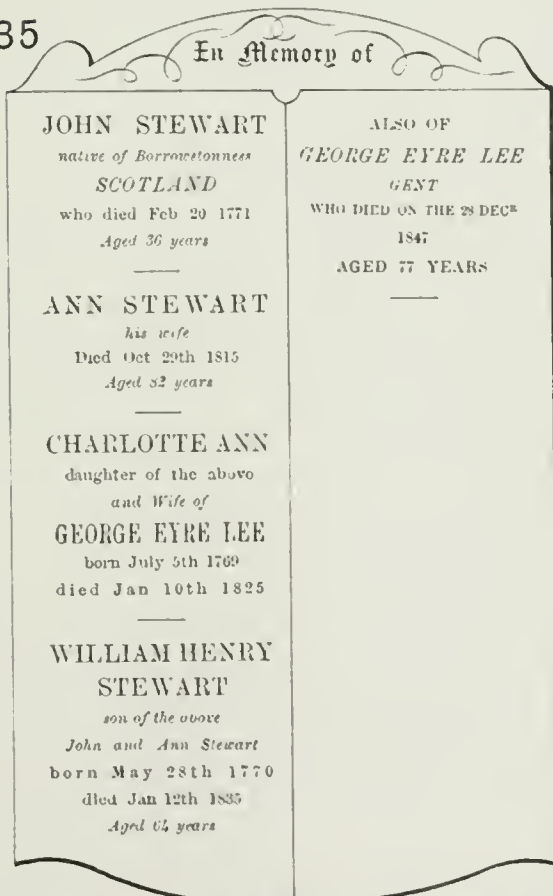 35
In Memory of
JOHN STEWART
native of Borrowstonness
SCOTLAND
who died Feb 20 1771
Aged 36 years
ANN STEWART
his wife
Died Oct 29th 1815
Aged 82 years
CHARLOTTE ANN
daughter of the above
and Wife of
GEORGE EYRE LEE
born July 5th 1769
died Jan 10th 1825
WILLIAM HENRY
STEWART
son of the above
John and Ann Stewart
born May 28th 1770
died Jan 12th 1835
Aged 64 years
ALSO OF
GEORGE EYRE LEE
GENT
WHO DIED ON THE 28 DECR
1847
AGED 77 YEARS